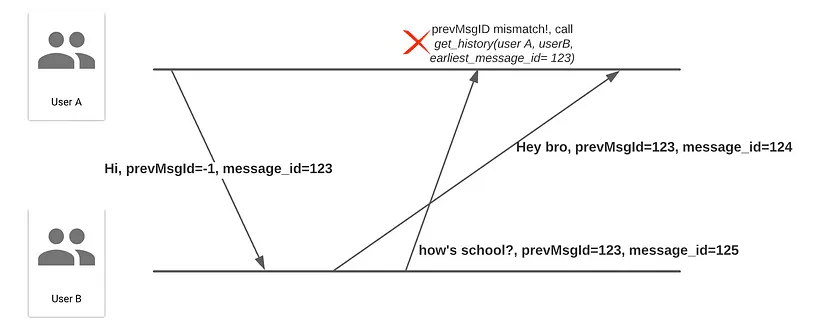 prevMsgID mismatch!, call
get_history(user A, userB,
earliest_message_id= 123)
User A
Hey bro, prevMsgId=123, message_id=124
Hi, prevMsgId=-1, message_id=123
how's school?, prevMsgId=123, message_id=125
User B